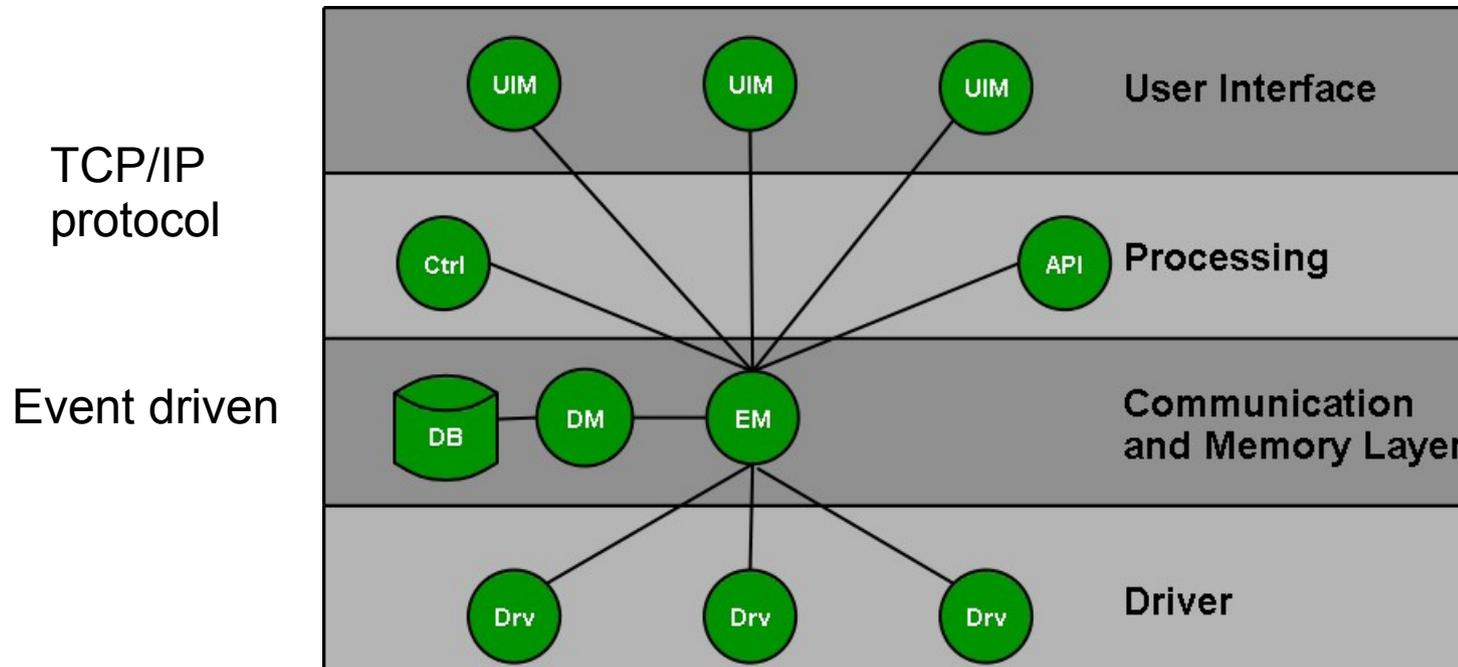 TCP/IP
protocol
Event driven
UIM UIM UIM User Interface
Ctrl API Processing
DB DM EM Communication
and Memory Layer
Drv Drv Drv Driver